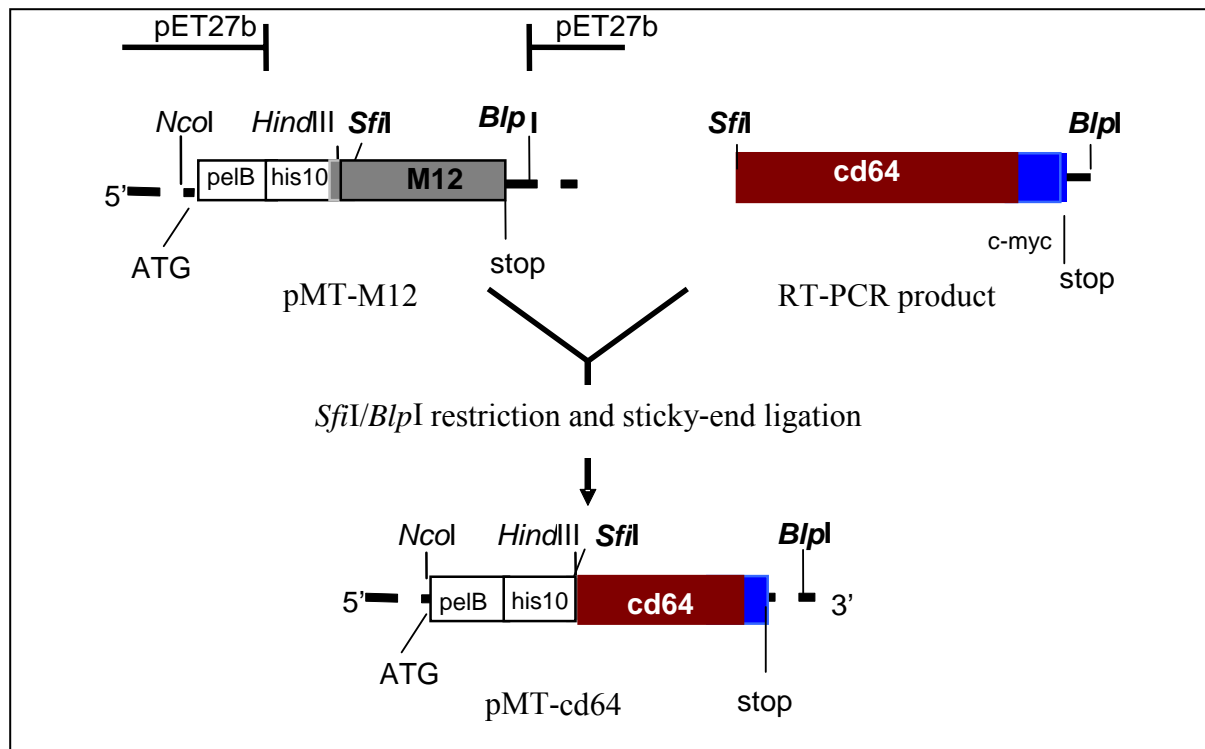 pET27b pET27b
NcoI HindIII SfiI BlpI
SfiI BlpI
5’ pelB his10 M12
cd64
c-myc
ATG stop
stop
pMT-M12
RT-PCR product
SfiI/BlpI restriction and sticky-end ligation
NcoI HindIII SfiI BlpI
5’ pelB his10 cd64 3’
ATG stop
pMT-cd64